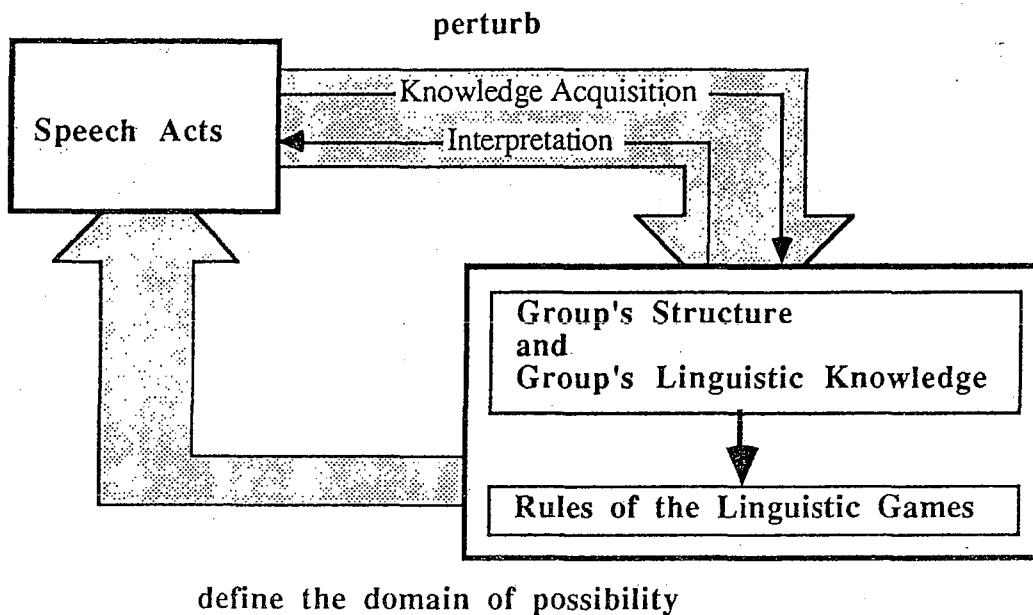 perturb
Knowledge Acquisition
Speech Acts
Interpretation
Group's Structure
and
Group's Linguistic Knowledge
Rules of the Linguistic Games
define the domain of possibility